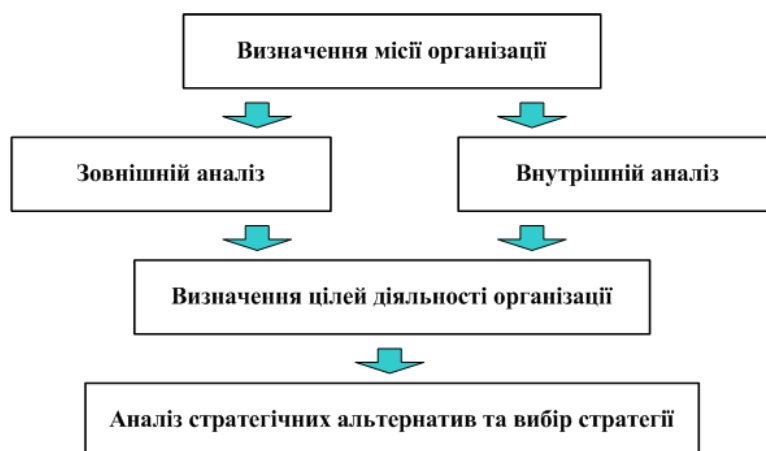 Визначення місії організації
Зовнішній аналіз
Внутрішній аналіз
Визначення цілей діяльності організації
Аналіз стратегічних альтернатив та вибір стратегії